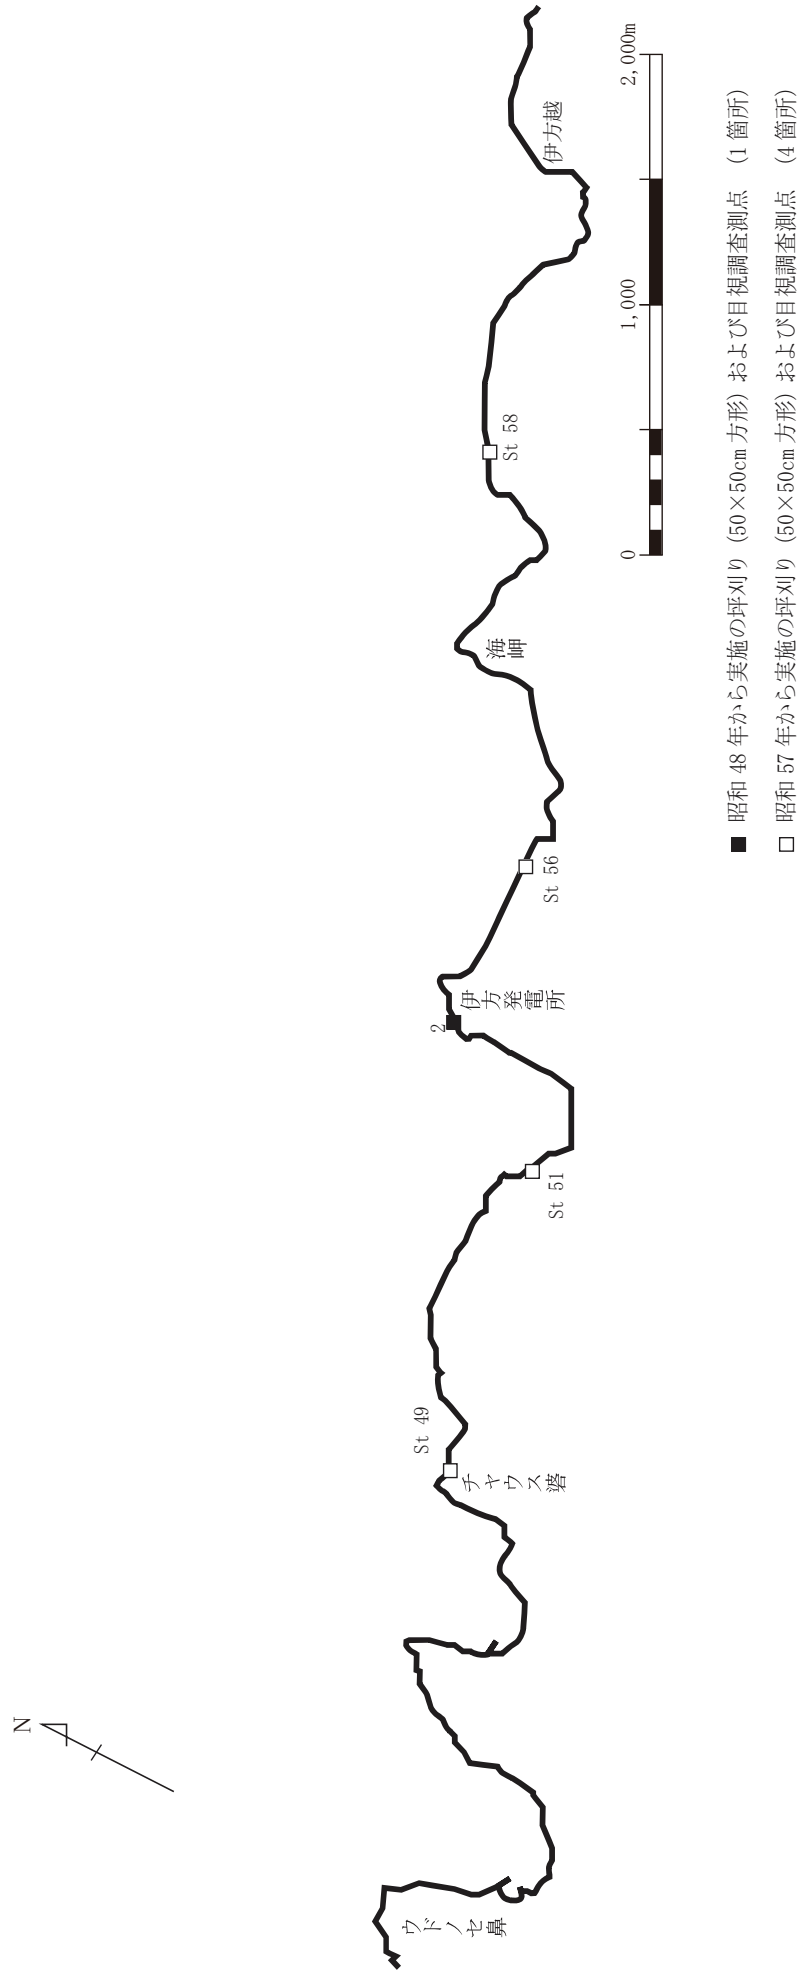 N
ウドノセ鼻
チャウス碆
St 49
St 51
2
伊方発電所
St 56
海岬
St 58
伊方越
0
1,000
2,000m
■ 昭和 48 年から実施の坪刈り (50×50cm 方形) および目視調査測点 (1 箇所)
□ 昭和 57 年から実施の坪刈り (50×50cm 方形) および目視調査測点 (4 箇所)